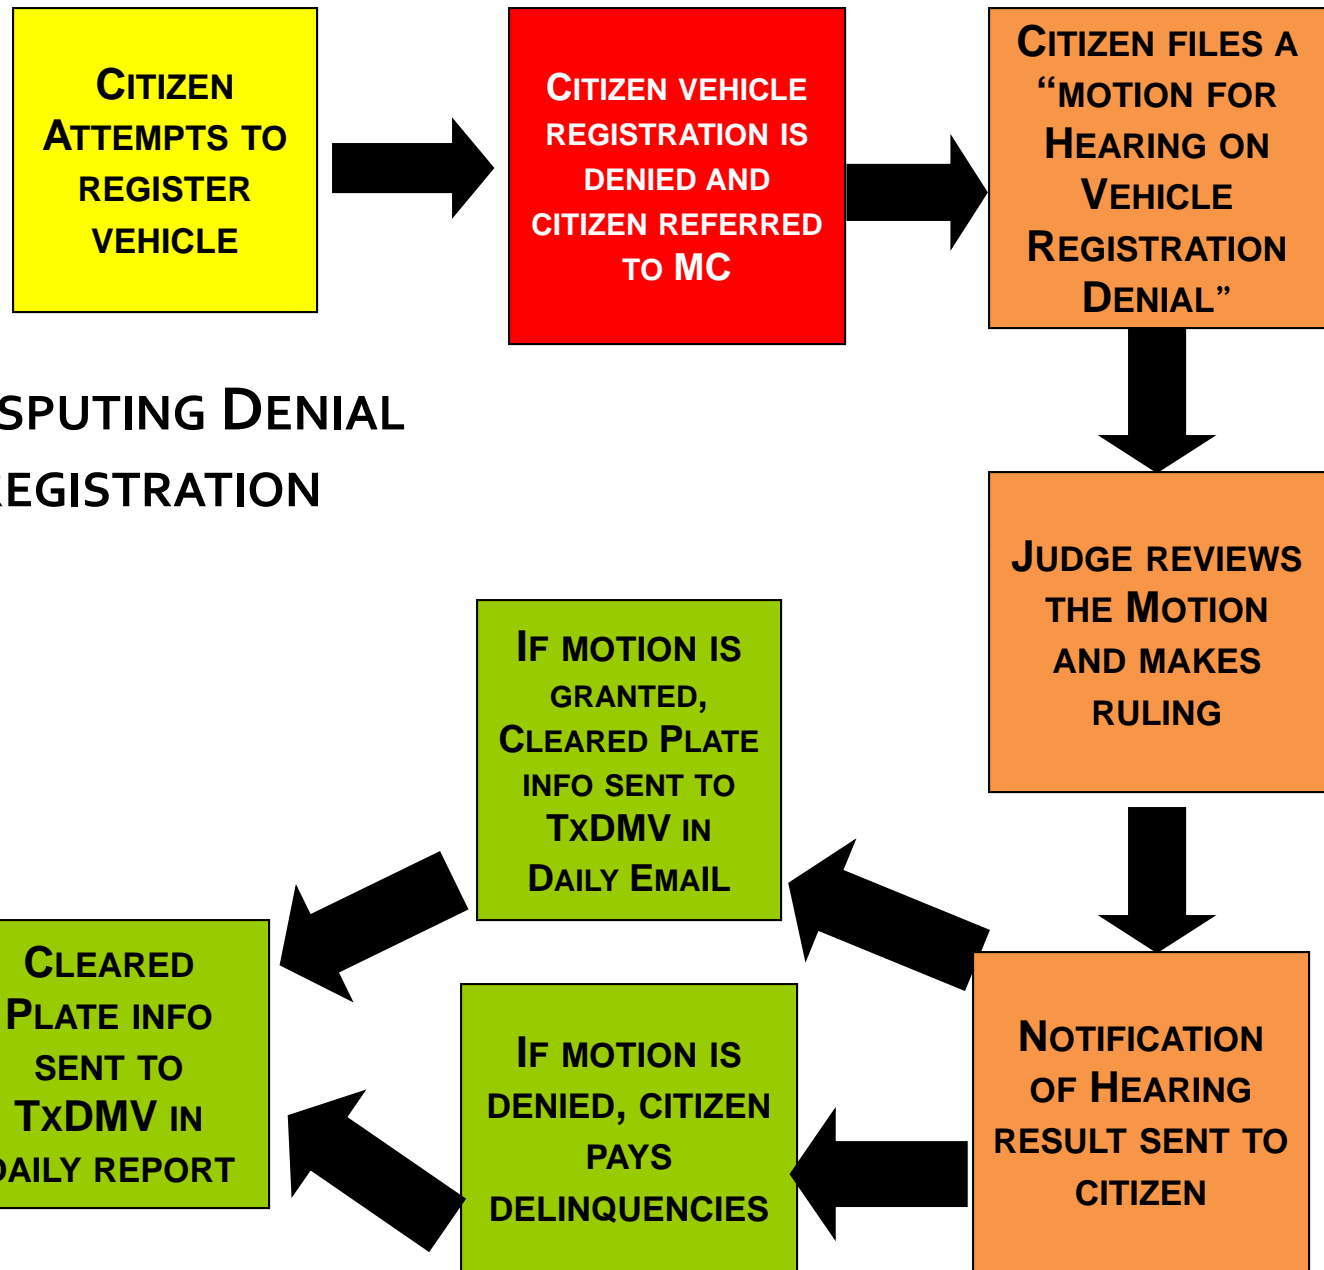 CITIZEN
ATTEMPTS TO
REGISTER
VEHICLE
CITIZEN VEHICLE
REGISTRATION IS
DENIED AND
CITIZEN REFERRED
TO MC
CITIZEN FILES A
“MOTION FOR
HEARING ON
VEHICLE
REGISTRATION
DENIAL”
SPUTING DENIAL
REGISTRATION
JUDGE REVIEWS
THE MOTION
AND MAKES
RULING
IF MOTION IS
GRANTED,
CLEARED PLATE
INFO SENT TO
TXDMV IN
DAILY EMAIL
CLEARED
PLATE INFO
SENT TO
TXDMV IN
DAILY REPORT
IF MOTION IS
DENIED, CITIZEN
PAYS
DELINQUENCIES
NOTIFICATION
OF HEARING
RESULT SENT TO
CITIZEN